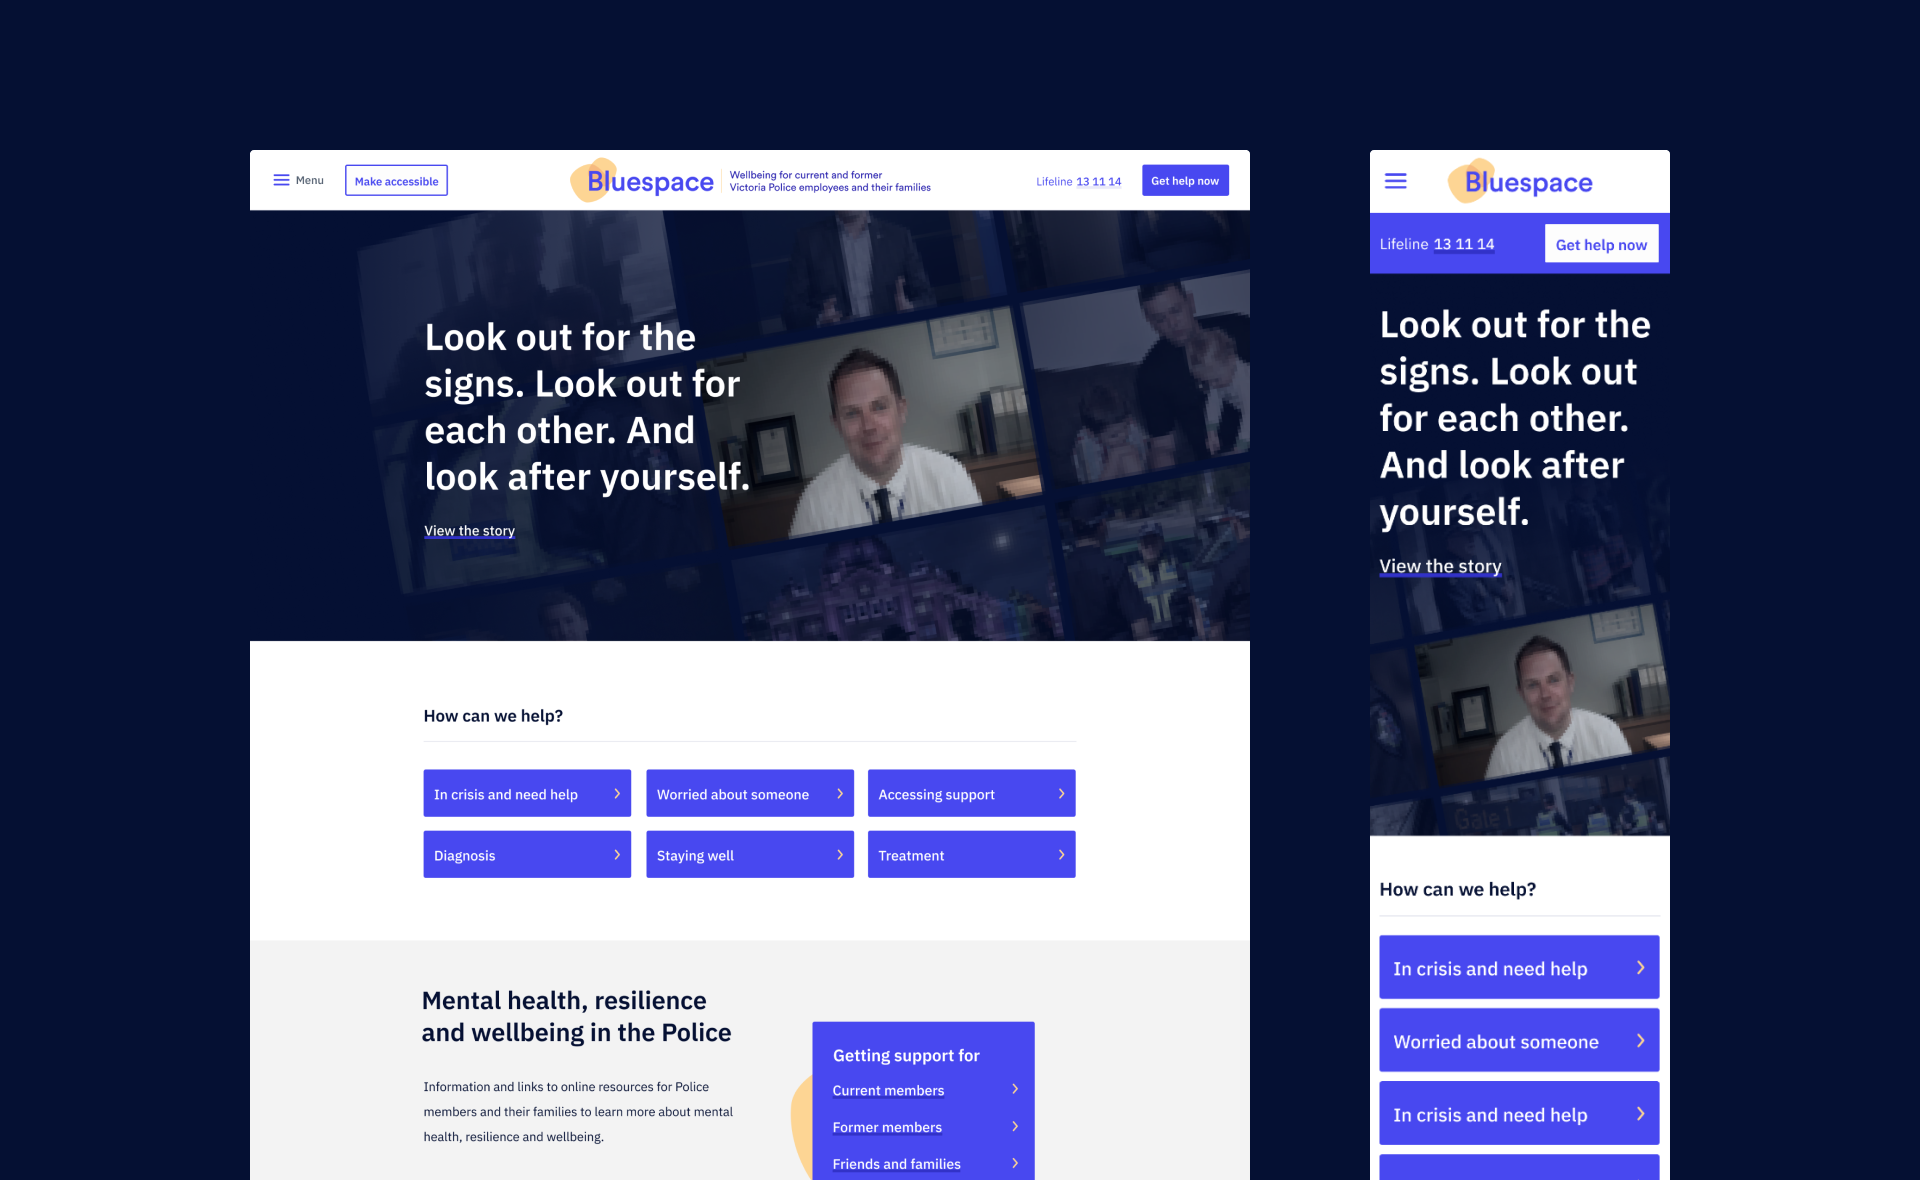 Menu
Make accessible
Bluespace
Wellbeing for current and former
Victoria Police employees and their families
Lifeline 13 11 14
Get help now
Look out for the
signs. Look out for
each other. And
look after yourself.
View the story
How can we help?
In crisis and need help
Worried about someone
Accessing support
Diagnosis
Staying well
Treatment
Mental health, resilience
and wellbeing in the Police
Information and links to online resources for Police
members and their families to learn more about mental
health, resilience and wellbeing.
Getting support for
Current members
Former members
Friends and families
Bluespace
Lifeline 13 11 14
Get help now
Look out for the
signs. Look out
for each other.
And look after
yourself.
View the story
Gate 1
How can we help?
In crisis and need help
Worried about someone
In crisis and need help